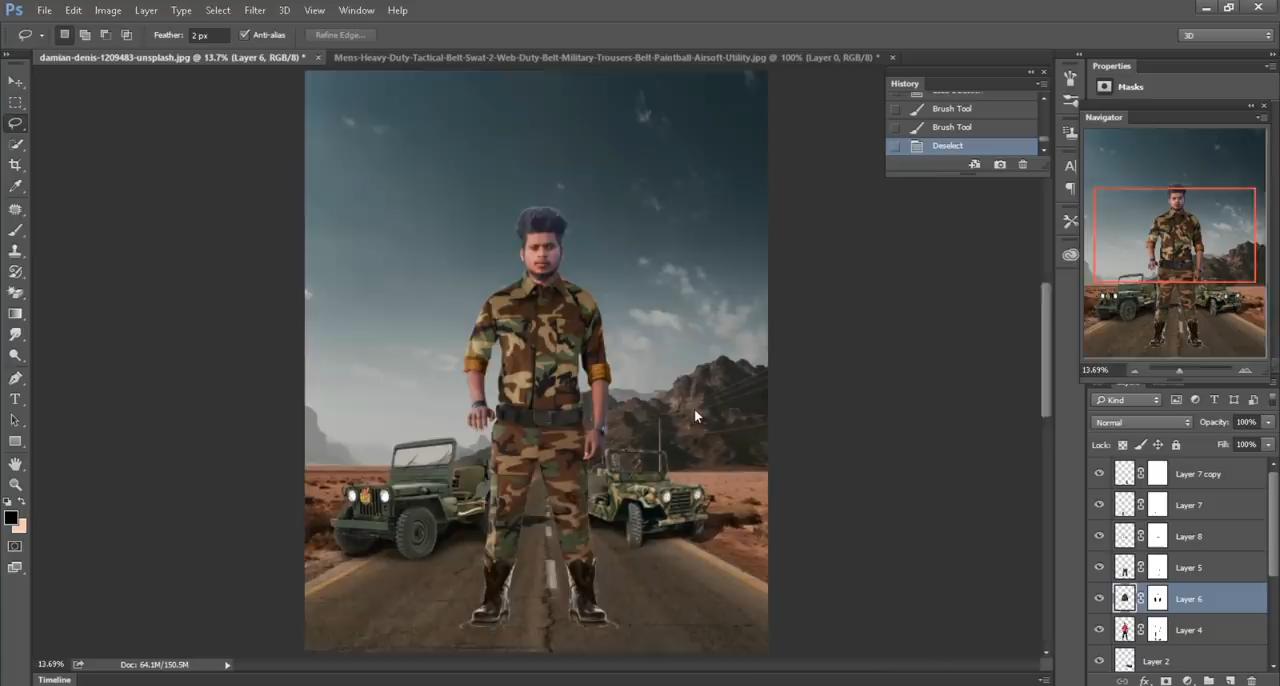 Ps File Edit Image Layer Type Select Filter 3D View Window Help
Feather: 2 px Anti-alias Refine Edge... 3D
damian-denis-1209483-unsplash.jpg @ 13.7% (Layer 6, RGB/8) * × Mens-Heavy-Duty-Tactical-Belt-Swat-2-Web-Duty-Belt-Military-Trousers-Belt-Paintball-Airsoft-Utility.jpg @ 100% (Layer 0, RGB/8) * ×
History
Brush Tool
Brush Tool
Deselect
Properties
Masks
Navigator
13.69%
Kind
Normal Opacity: 100%
Lock: Fill: 100%
Layer 7 copy
Layer 7
Layer 8
Layer 5
Layer 6
Layer 4
Layer 2
13.69% Doc: 64.1M/150.5M
Timeline